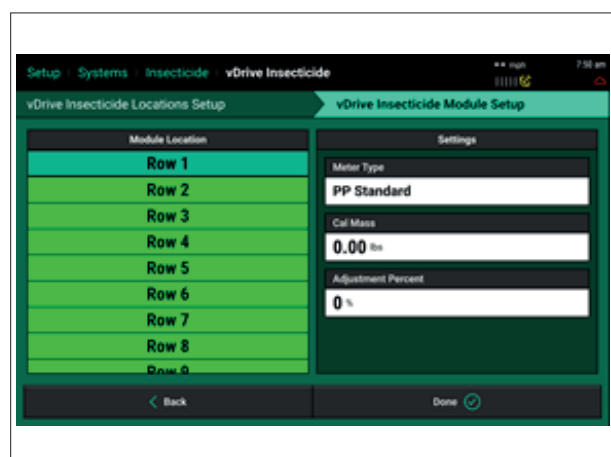 Setup Systems Insecticide vDrive Insecticide
** mph
7:50 am
vDrive Insecticide Locations Setup
vDrive Insecticide Module Setup
Module Location
Row 1
Row 2
Row 3
Row 4
Row 5
Row 6
Row 7
Row 8
Row 9
Settings
Meter Type
PP Standard
Cal Mass
0.00 lbs
Adjustment Percent
0 %
Back
Done